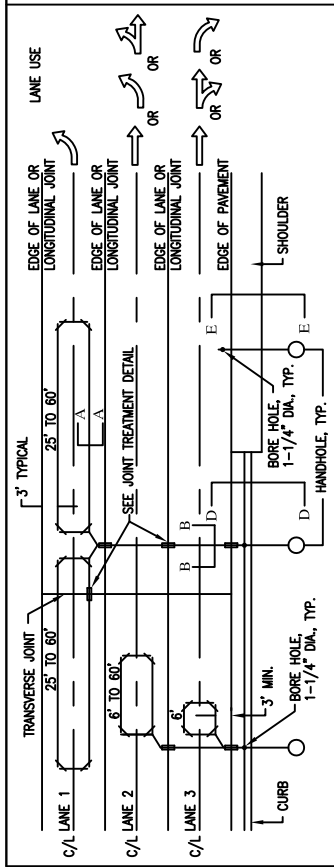 LANE USE
EDGE OF LANE OR
LONGITUDINAL JOINT
EDGE OF LANE OR
LONGITUDINAL JOINT
EDGE OF LANE OR
LONGITUDINAL JOINT
EDGE OF PAVEMENT
OR
OR
OR
OR
TRANSVERSE JOINT
3' TYPICAL
25' TO 60'
25' TO 60'
A
A
SEE JOINT TREATMENT DETAIL
LANE 1
C/L
6' TO 60'
LANE 2
C/L
6'
LANE 3
C/L
B
B
3' MIN.
D
D
E
E
BORE HOLE,
1-1/4" DIA., TYP.
SHOULDER
CURB
BORE HOLE,
1-1/4" DIA., TYP.
HANDHOLE, TYP.